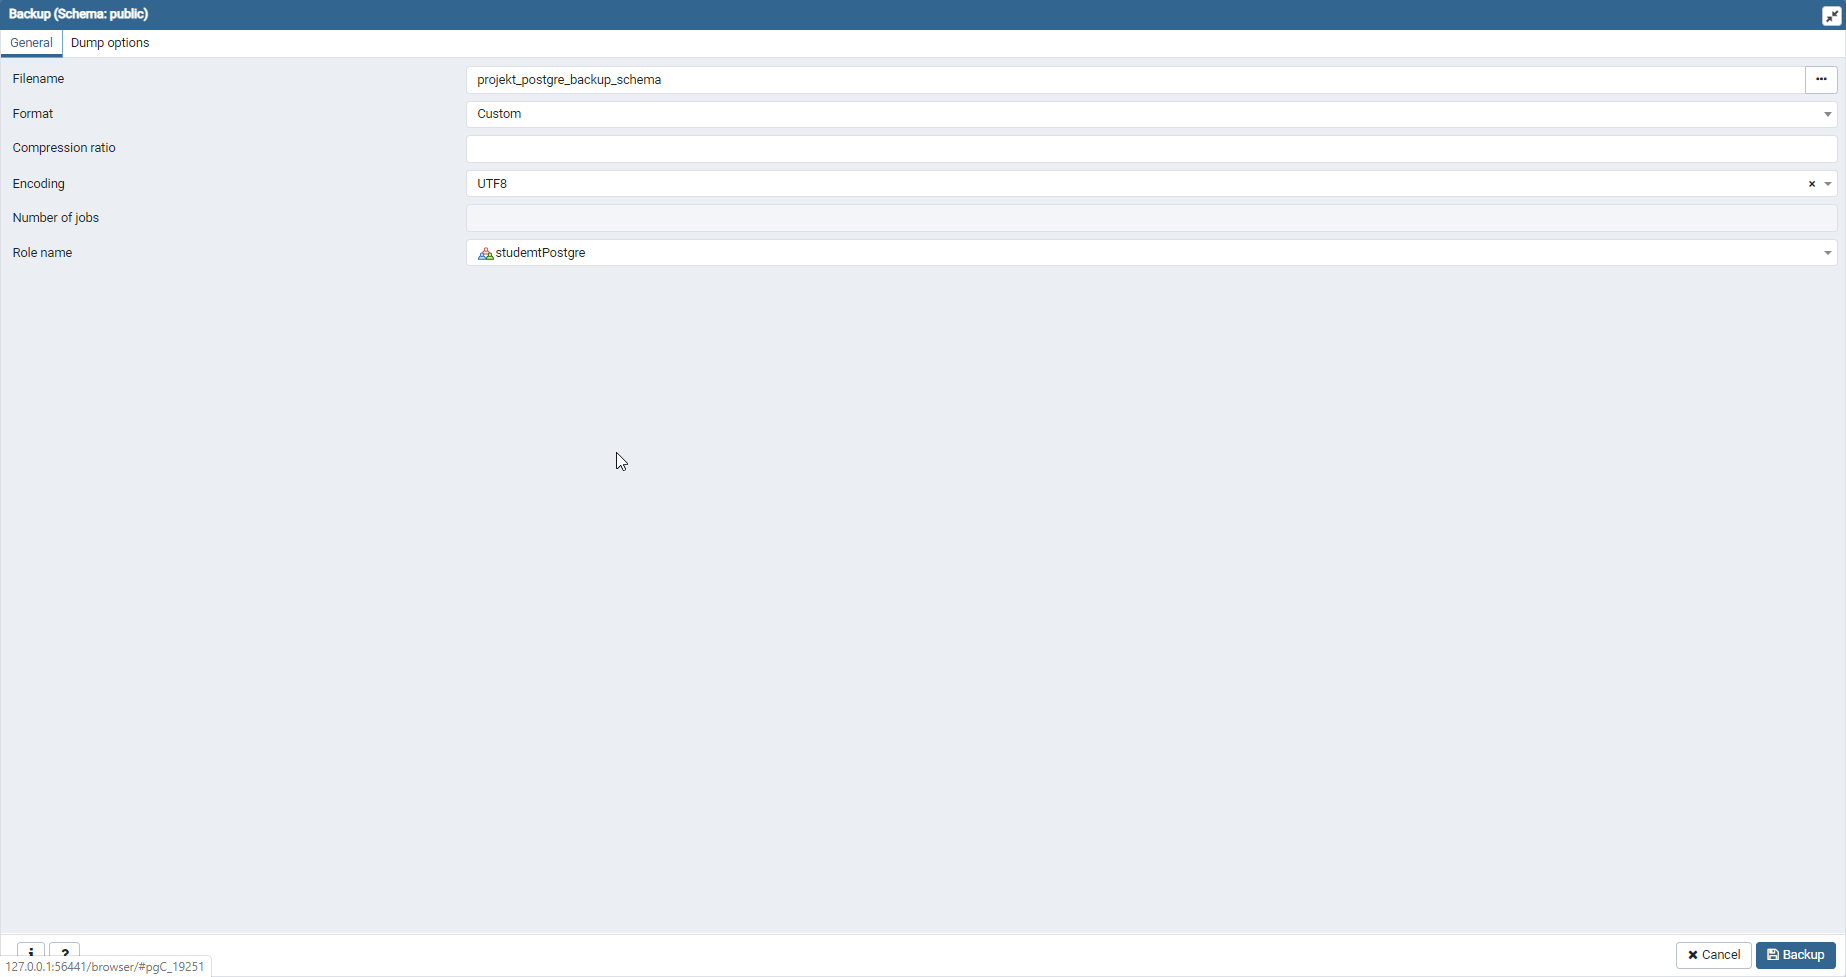 Backup (Schema: public)
General Dump options
Filename projekt_postgre_backup_schema
Format Custom
Compression ratio
Encoding UTF8
Number of jobs
Role name studemtPostgre
i ?
127.0.0.1:56441/browser/#pgC_19251
Cancel Backup